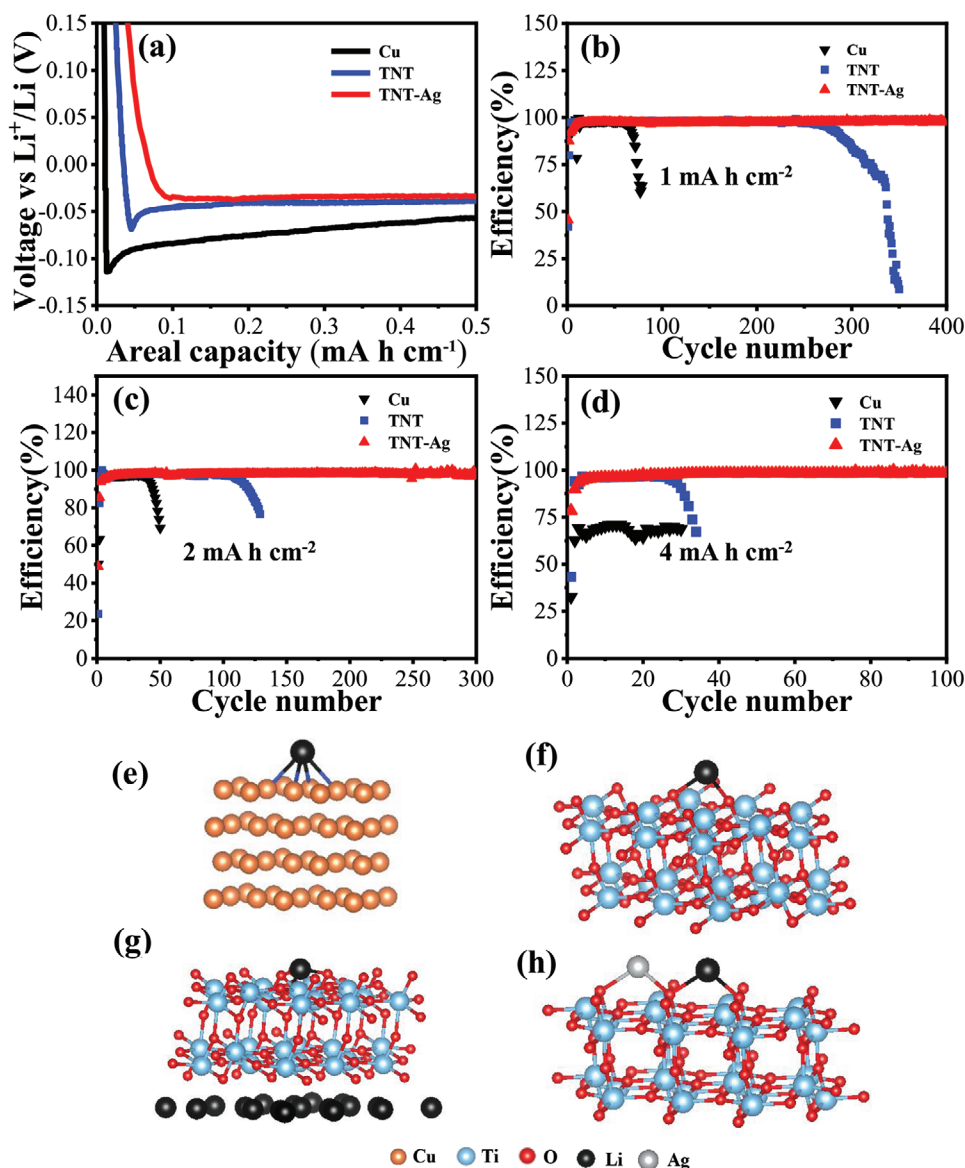 (a)
Cu
TNT
TNT-Ag
0.15
0.10
0.05
0.00
-0.05
-0.10
-0.15
Voltage vs Li⁺/Li (V)
0.0 0.1 0.2 0.3 0.4 0.5
Areal capacity (mA h cm⁻¹)
(b)
Cu
TNT
TNT-Ag
1 mA h cm⁻²
150
125
100
75
50
25
0
Efficiency(%)
0 100 200 300 400
Cycle number
(c)
Cu
TNT
TNT-Ag
2 mA h cm⁻²
140
120
100
80
60
40
20
0
Efficiency(%)
0 50 100 150 200 250 300
Cycle number
(d)
Cu
TNT
TNT-Ag
4 mA h cm⁻²
150
125
100
75
50
25
0
Efficiency(%)
0 20 40 60 80 100
Cycle number
(e)
(f)
(g)
(h)
Cu Ti O Li Ag